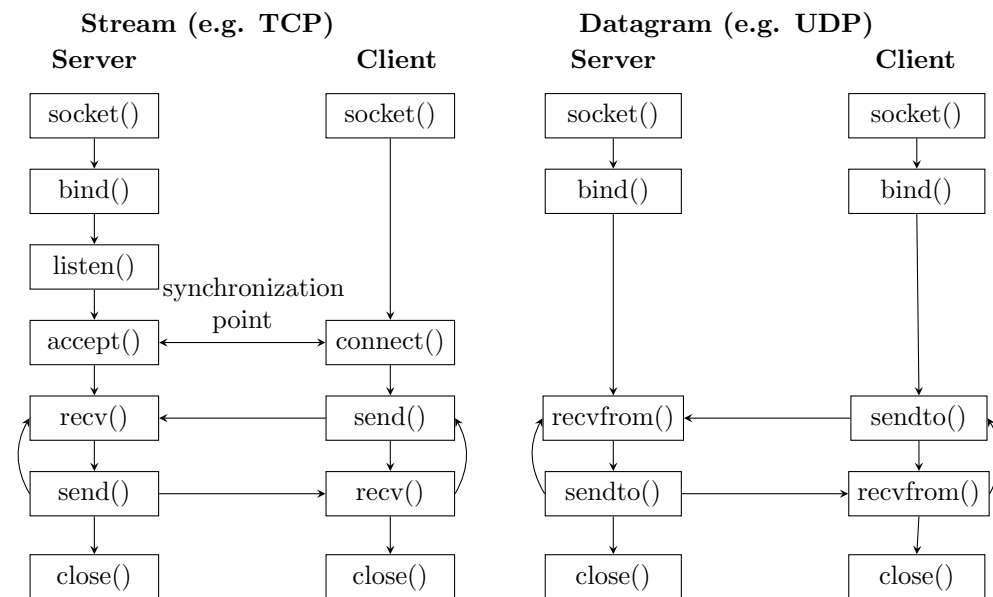 Stream (e.g. TCP)
Server
Client
socket()
socket()
bind()
listen()
synchronization
point
accept()
connect()
recv()
send()
send()
recv()
close()
close()
Datagram (e.g. UDP)
Server
Client
socket()
socket()
bind()
bind()
recvfrom()
sendto()
sendto()
recvfrom()
close()
close()